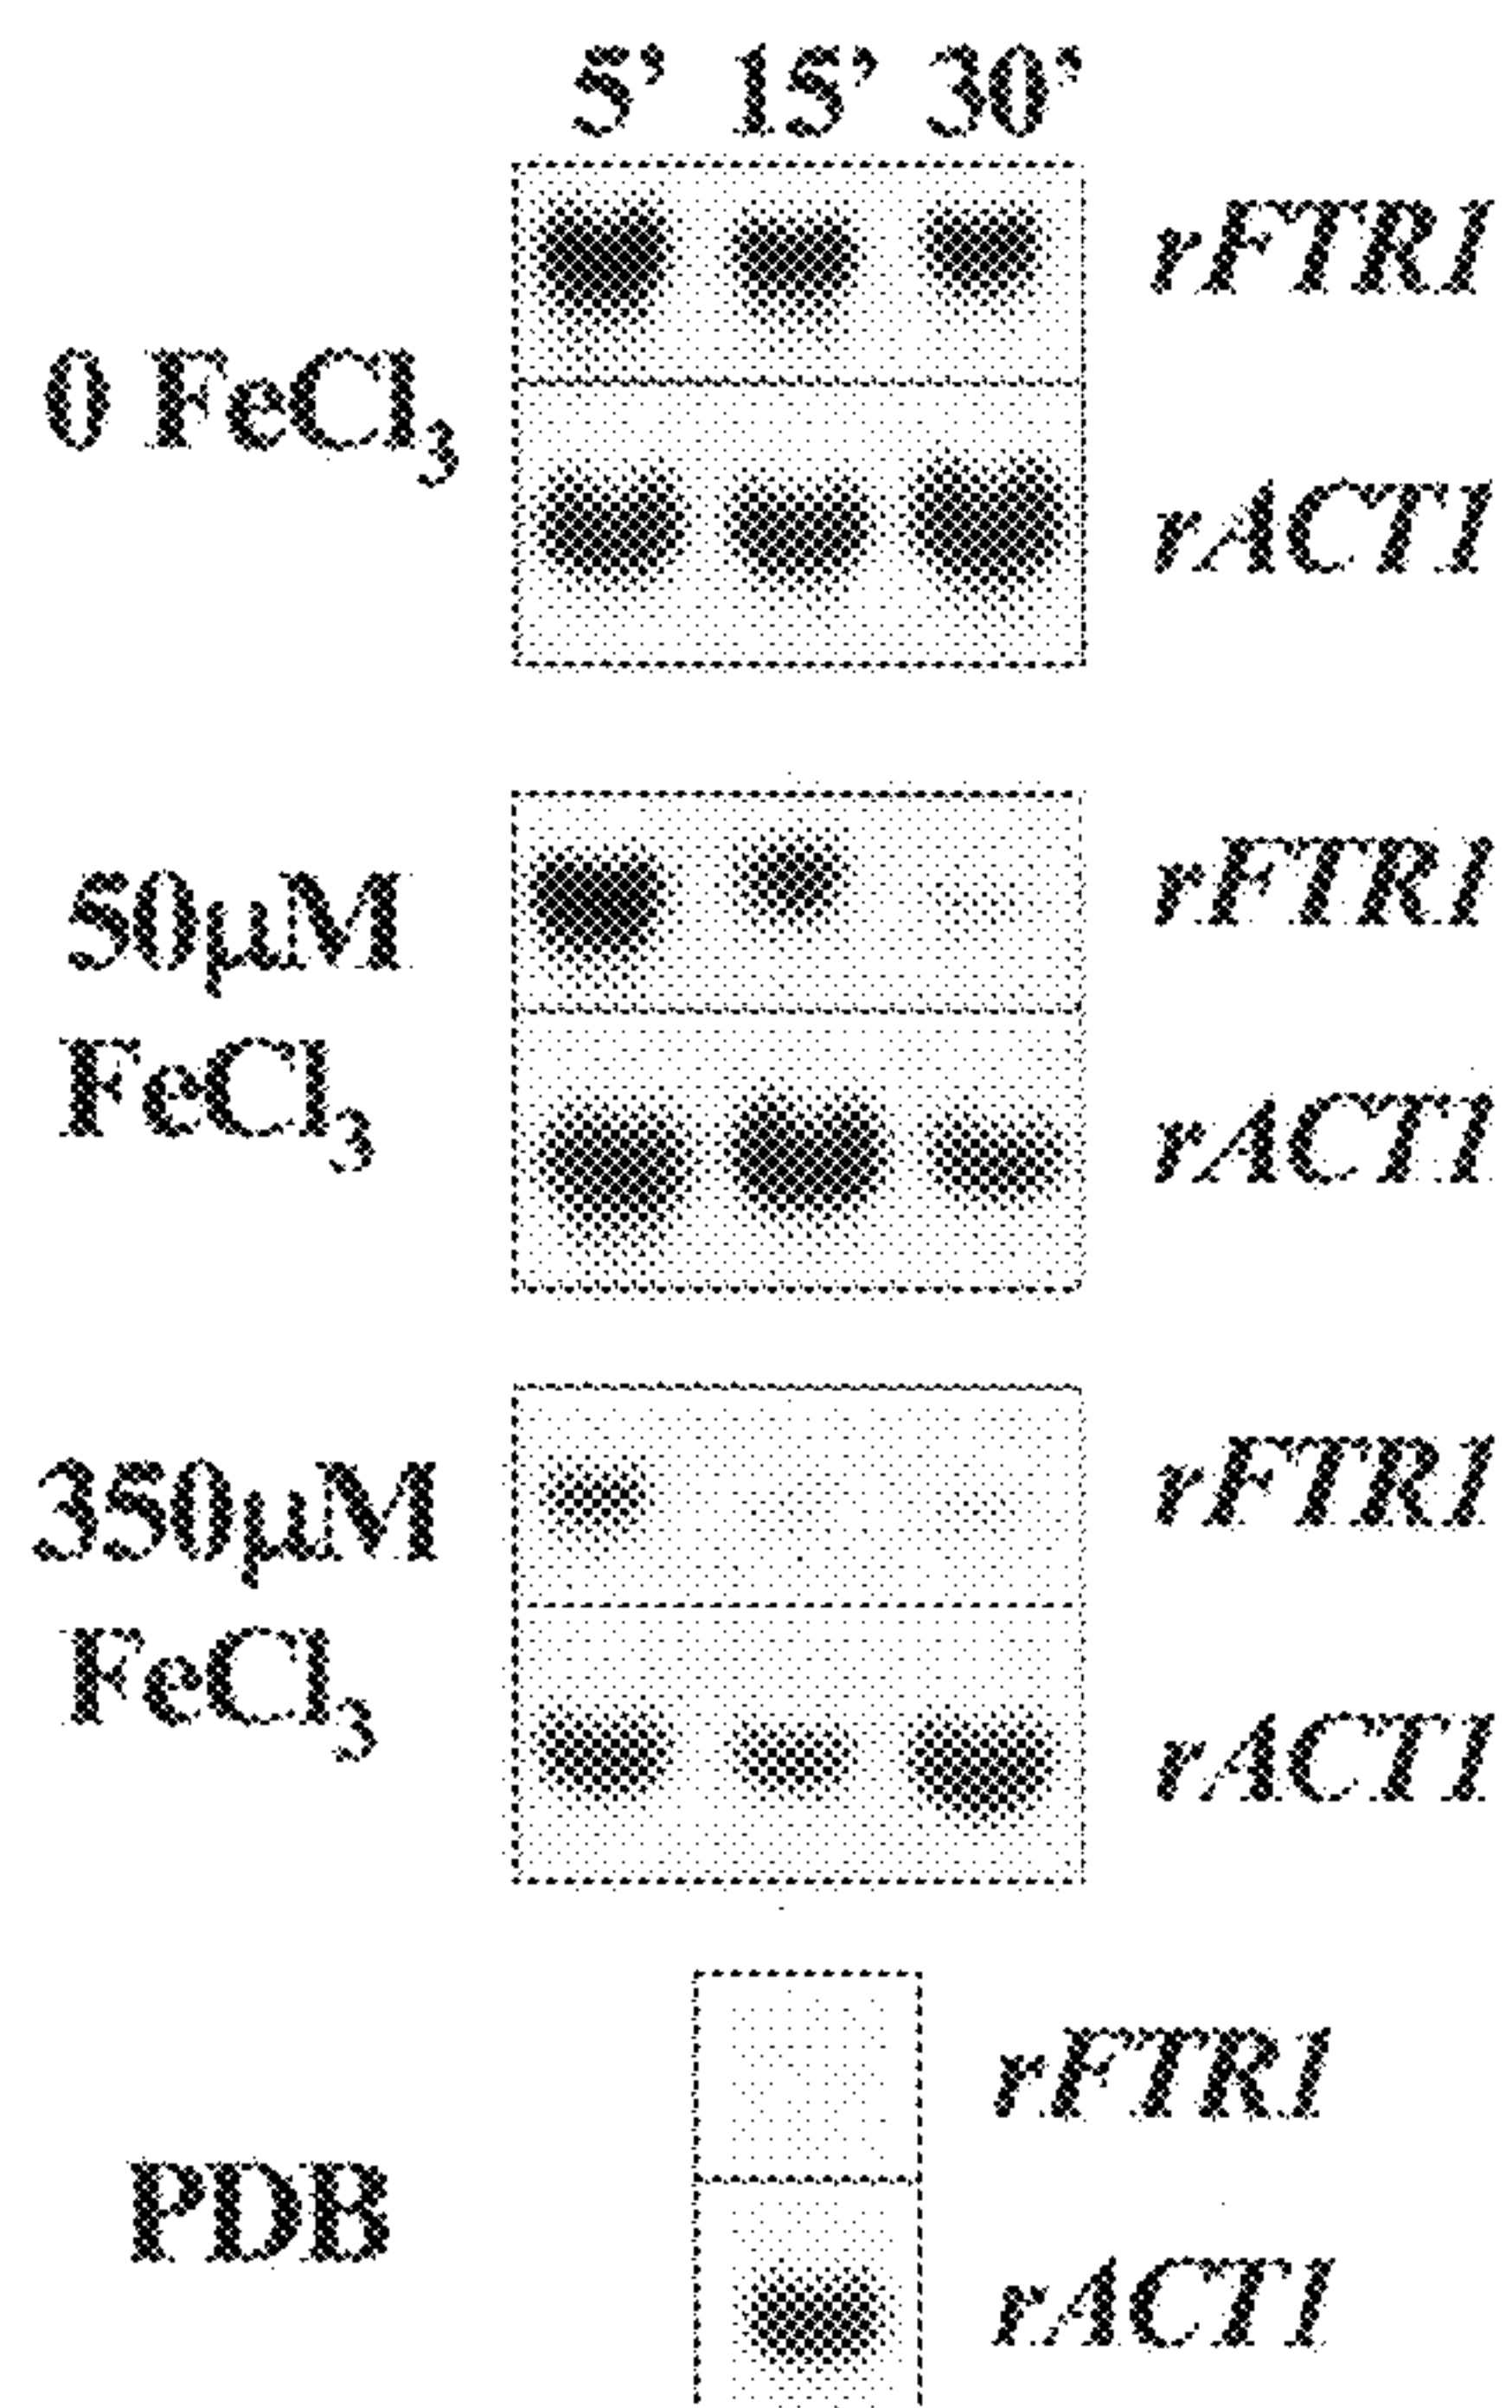 5’ 15’ 30’
rFTR1
0 FeCl₃
rACT1
50μM
FeCl₃
rFTR1
rACT1
350μM
FeCl₃
rFTR1
rACT1
rFTR1
PDB
rACT1